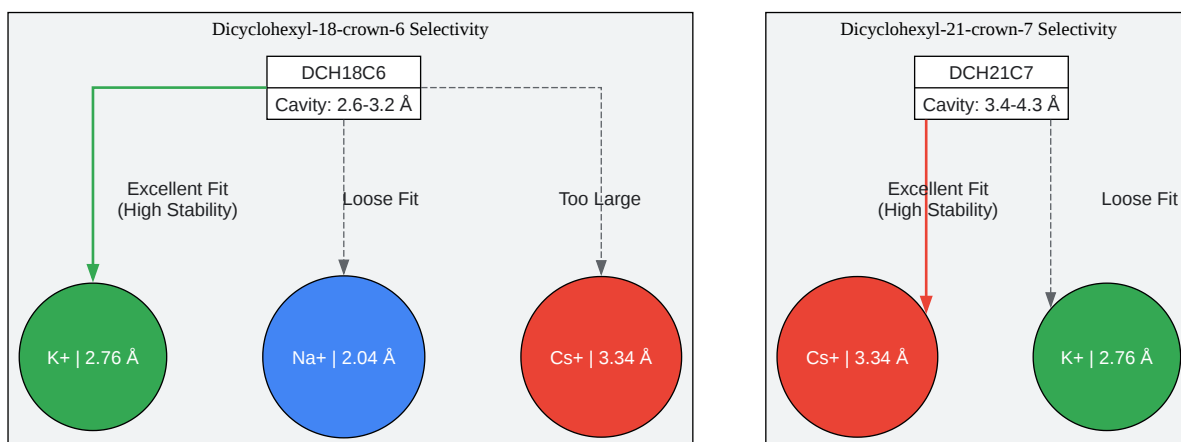 Dicyclohexyl-18-crown-6 Selectivity
DCH18C6
Cavity: 2.6-3.2 Å
Excellent Fit
(High Stability)
Loose Fit
Too Large
K+ | 2.76 Å
Na+ | 2.04 Å
Cs+ | 3.34 Å
Dicyclohexyl-21-crown-7 Selectivity
DCH21C7
Cavity: 3.4-4.3 Å
Excellent Fit
(High Stability)
Loose Fit
Cs+ | 3.34 Å
K+ | 2.76 Å